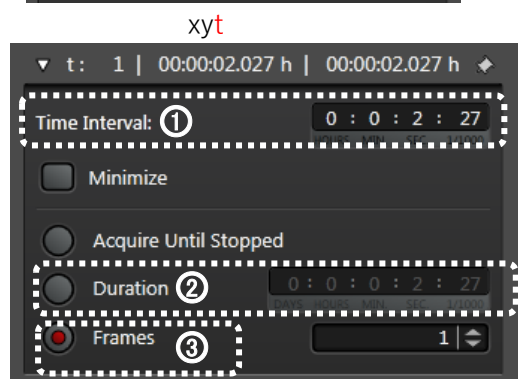 xyt
t: 1 | 00:00:02.027 h | 00:00:02.027 h
Time Interval: ① 0 : 0 : 2 : 27
HOURS MIN. SEC. 1/1000
Minimize
Acquire Until Stopped
Duration ② 0 : 0 : 0 : 2 : 27
DAYS HOURS MIN. SEC. 1/1000
Frames ③ 1